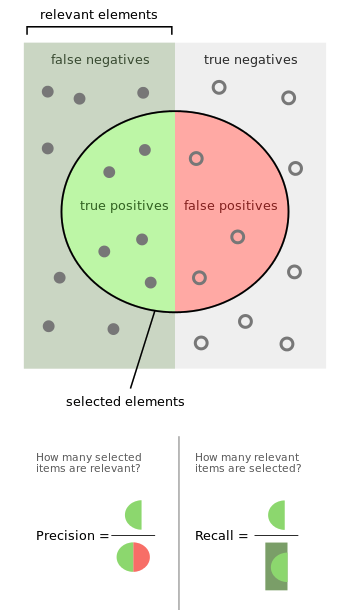 relevant elements
false negatives
true negatives
true positives
false positives
selected elements
How many selected
items are relevant?
How many relevant
items are selected?
Precision =
Recall =